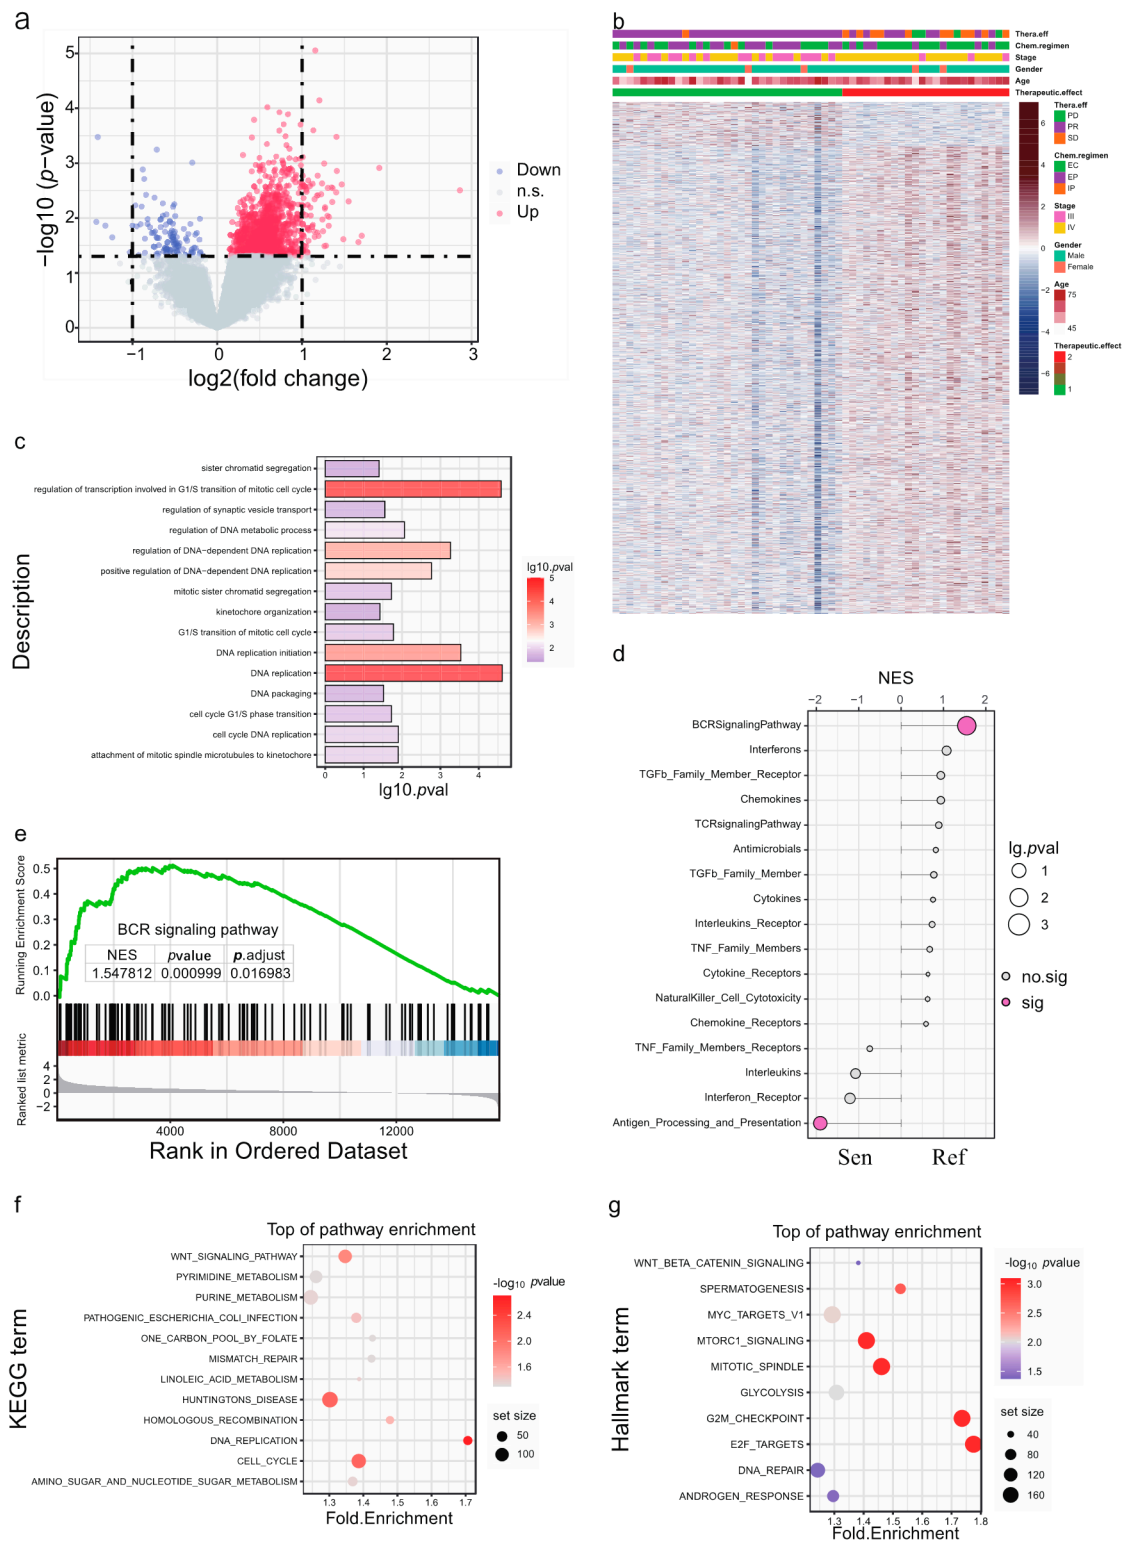 a
5
4
3
2
1
0
−1
0
1
2
3
−log10 (p−value)
log2(fold change)
Down
n.s.
Up
b
Thera.eff
Chem.regimen
Stage
Gender
Age
Therapeutic.effect
6
4
2
0
−2
−4
−6
Thera.eff
PD
PR
SD
Chem.regimen
EC
EP
IP
Stage
III
IV
Gender
Male
Female
Age
75
45
Therapeutic.effect
2
1
c
Description
sister chromatid segregation
regulation of transcription involved in G1/S transition of mitotic cell cycle
regulation of synaptic vesicle transport
regulation of DNA metabolic process
regulation of DNA−dependent DNA replication
positive regulation of DNA−dependent DNA replication
mitotic sister chromatid segregation
kinetochore organization
G1/S transition of mitotic cell cycle
DNA replication initiation
DNA replication
DNA packaging
cell cycle G1/S phase transition
cell cycle DNA replication
attachment of mitotic spindle microtubules to kinetochore
0 1 2 3 4
lg10.pval
lg10.pval
5
4
3
2
d
NES
−2 −1 0 1 2
BCRSignalingPathway
Interferons
TGFb_Family_Member_Receptor
Chemokines
TCRsignalingPathway
Antimicrobials
TGFb_Family_Member
Cytokines
Interleukins_Receptor
TNF_Family_Members
Cytokine_Receptors
NaturalKiller_Cell_Cytotoxicity
Chemokine_Receptors
TNF_Family_Members_Receptors
Interleukins
Interferon_Receptor
Antigen_Processing_and_Presentation
Sen Ref
lg.pval
1
2
3
no.sig
sig
e
Running Enrichment Score
0.5
0.4
0.3
0.2
0.1
0.0
BCR signaling pathway
NES pvalue p.adjust
1.547812 0.000999 0.016983
Ranked list metric
4
2
0
−2
4000 8000 12000
Rank in Ordered Dataset
f
Top of pathway enrichment
KEGG term
WNT_SIGNALING_PATHWAY
PYRIMIDINE_METABOLISM
PURINE_METABOLISM
PATHOGENIC_ESCHERICHIA_COLI_INFECTION
ONE_CARBON_POOL_BY_FOLATE
MISMATCH_REPAIR
LINOLEIC_ACID_METABOLISM
HUNTINGTONS_DISEASE
HOMOLOGOUS_RECOMBINATION
DNA_REPLICATION
CELL_CYCLE
AMINO_SUGAR_AND_NUCLEOTIDE_SUGAR_METABOLISM
1.3 1.4 1.5 1.6 1.7
Fold.Enrichment
-log10 pvalue
2.4
2.0
1.6
set size
50
100
g
Top of pathway enrichment
Hallmark term
WNT_BETA_CATENIN_SIGNALING
SPERMATOGENESIS
MYC_TARGETS_V1
MTORC1_SIGNALING
MITOTIC_SPINDLE
GLYCOLYSIS
G2M_CHECKPOINT
E2F_TARGETS
DNA_REPAIR
ANDROGEN_RESPONSE
1.3 1.4 1.5 1.6 1.7 1.8
Fold.Enrichment
-log10 pvalue
3.0
2.5
2.0
1.5
set size
40
80
120
160